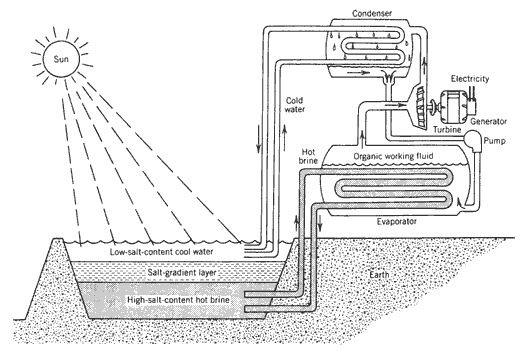 Condenser
Sun
Electricity
Cold
water
Generator
Turbine
Pump
Hot
brine
Organic working fluid
Evaporator
Low-salt-content cool water
Salt-gradient layer
Earth
High-salt-content hot brine